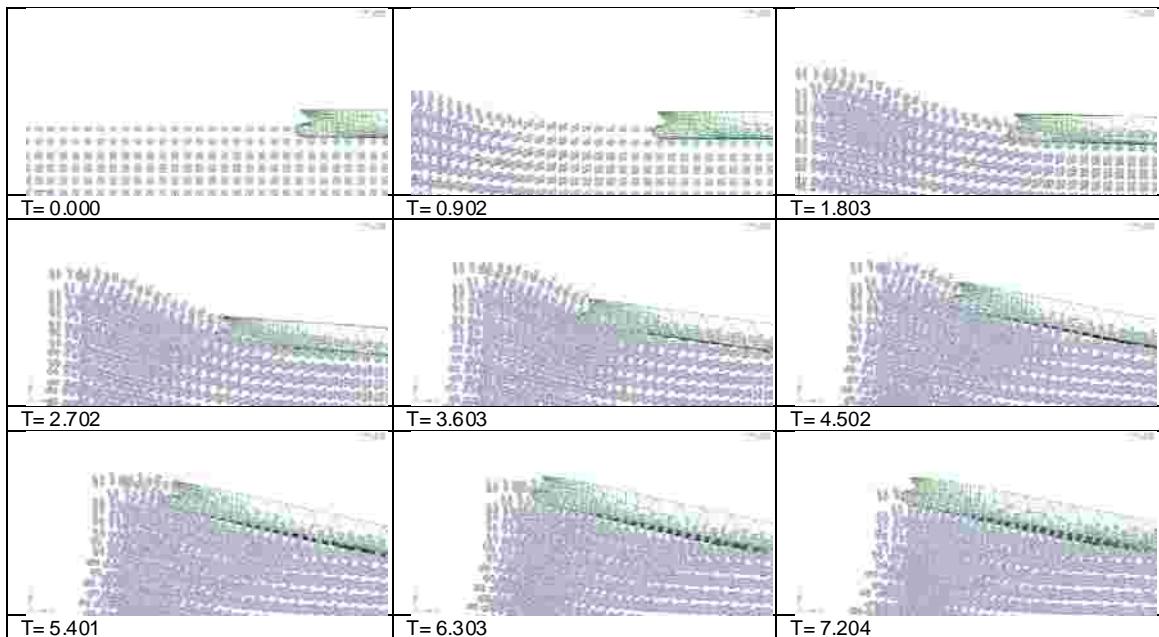 T= 0.000
T= 0.902
T= 1.803
T= 2.702
T= 3.603
T= 4.502
T= 5.401
T= 6.303
T= 7.204